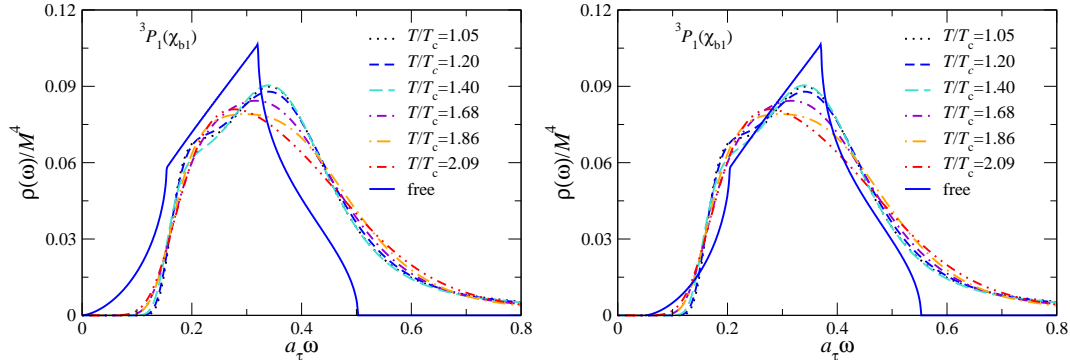 ³P₁(χb1)
T/Tc=1.05
T/Tc=1.20
T/Tc=1.40
T/Tc=1.68
T/Tc=1.86
T/Tc=2.09
free
ρ(ω)/M⁴
0.12
0.09
0.06
0.03
0
0 0.2 0.4 0.6 0.8
aτω
³P₁(χb1)
T/Tc=1.05
T/Tc=1.20
T/Tc=1.40
T/Tc=1.68
T/Tc=1.86
T/Tc=2.09
free
ρ(ω)/M⁴
0.12
0.09
0.06
0.03
0
0 0.2 0.4 0.6 0.8
aτω